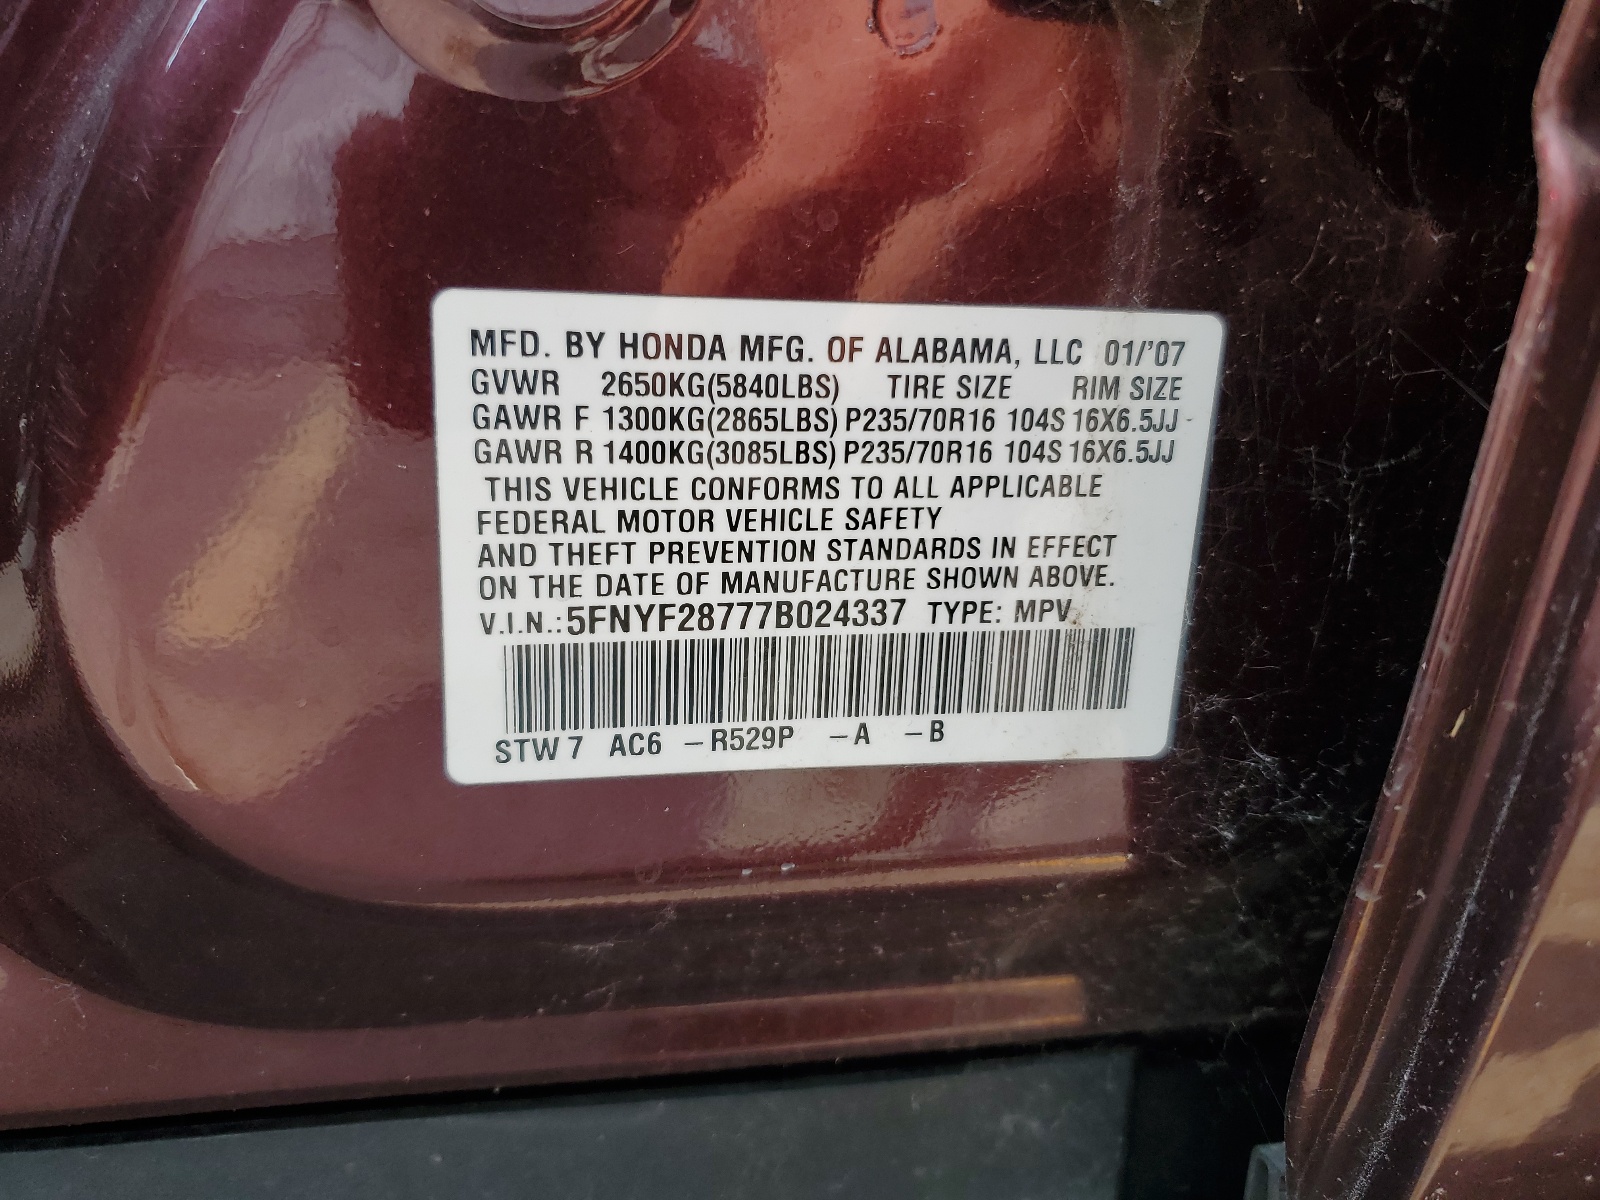 MFD. BY HONDA MFG. OF ALABAMA, LLC 01/'07
GVWR 2650KG(5840LBS) TIRE SIZE RIM SIZE
GAWR F 1300KG(2865LBS) P235/70R16 104S 16X6.5JJ
GAWR R 1400KG(3085LBS) P235/70R16 104S 16X6.5JJ
THIS VEHICLE CONFORMS TO ALL APPLICABLE
FEDERAL MOTOR VEHICLE SAFETY
AND THEFT PREVENTION STANDARDS IN EFFECT
ON THE DATE OF MANUFACTURE SHOWN ABOVE.
V.I.N.: 5FNYF28777B024337 TYPE: MPV
STW7 AC6 -R529P -A -B